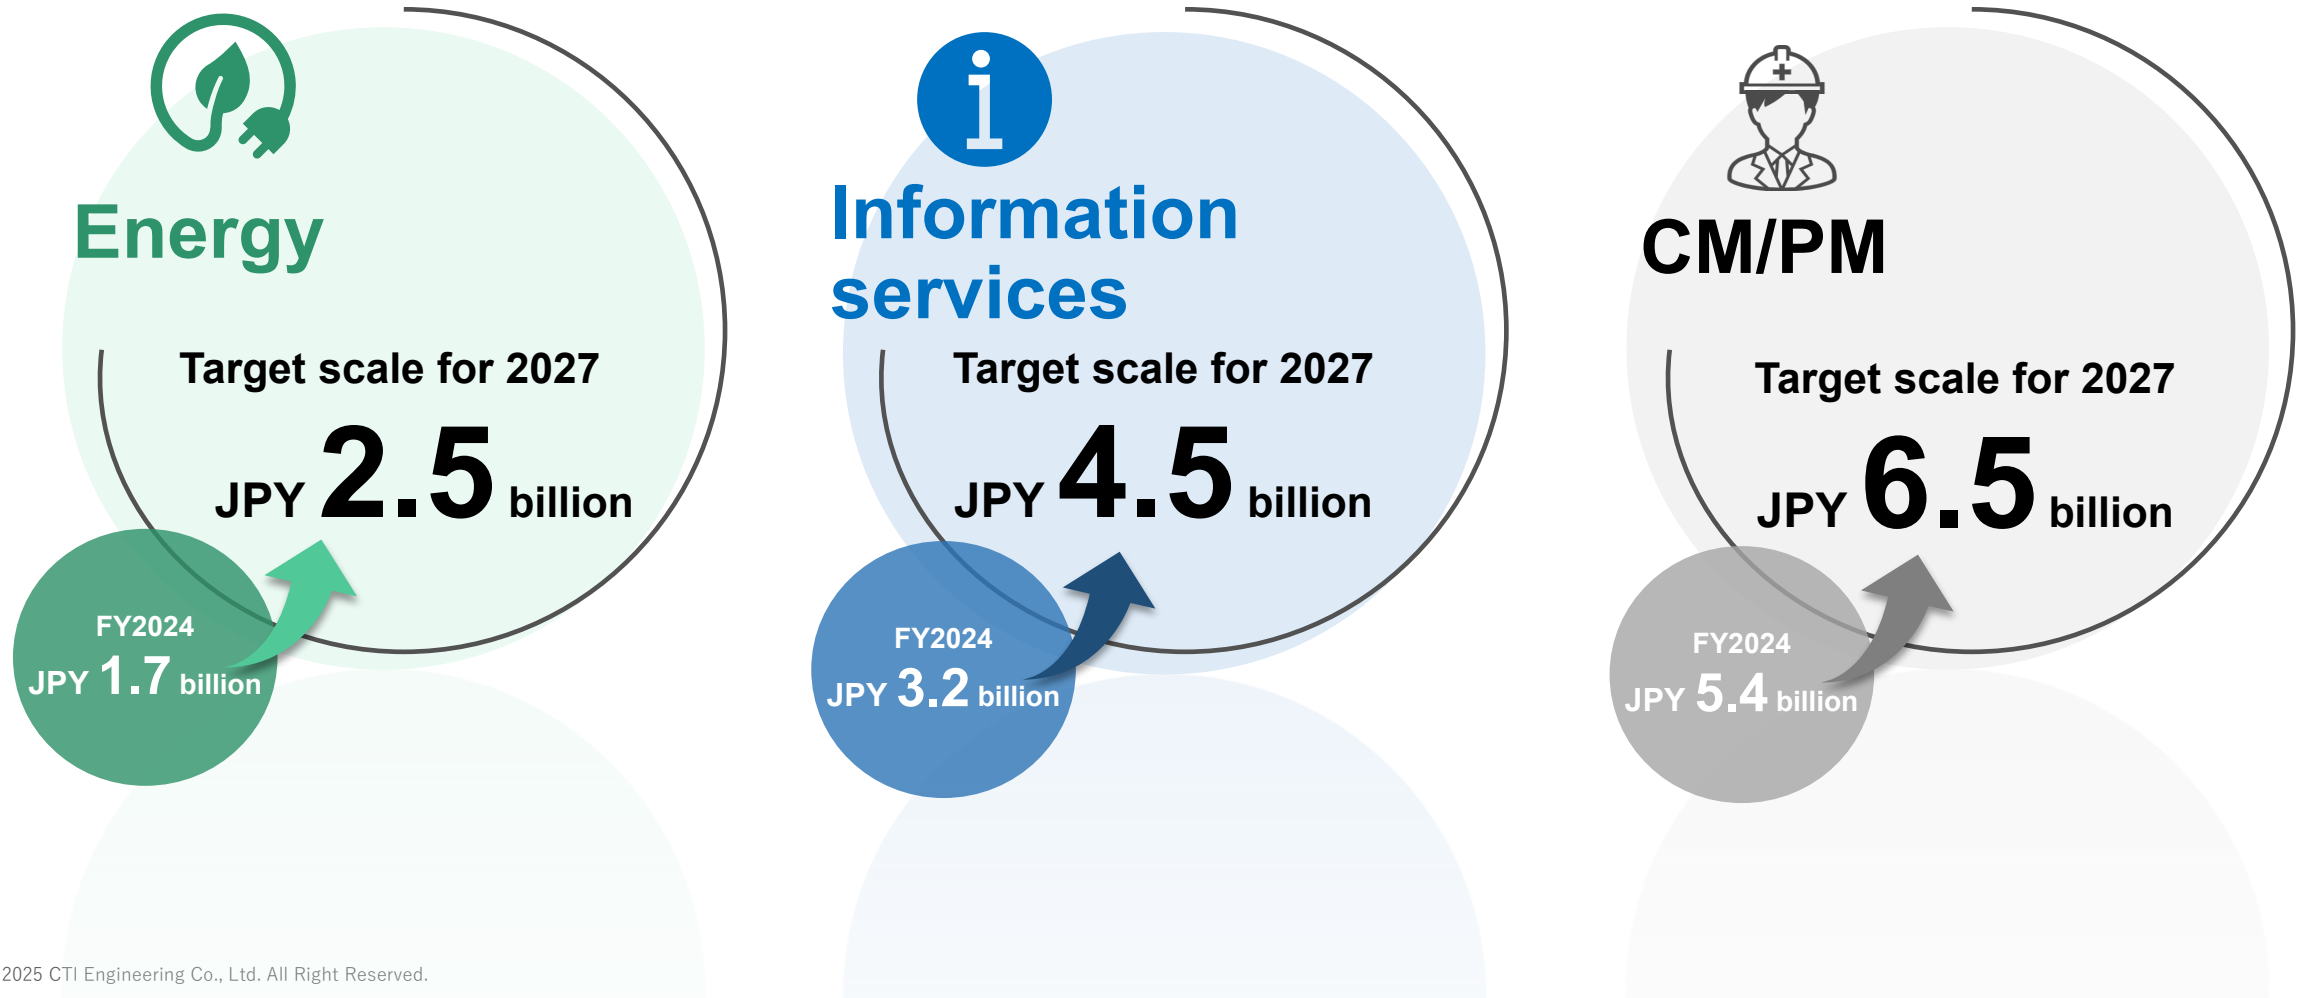 Energy
Target scale for 2027
JPY 2.5 billion
FY2024
JPY 1.7 billion
Information
services
Target scale for 2027
JPY 4.5 billion
FY2024
JPY 3.2 billion
CM/PM
Target scale for 2027
JPY 6.5 billion
FY2024
JPY 5.4 billion
2025 CTI Engineering Co., Ltd. All Right Reserved.